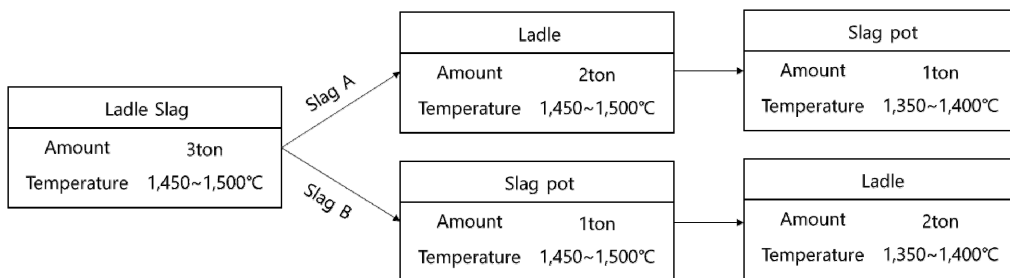 Ladle Slag
Amount 3ton
Temperature 1,450~1,500℃
Slag A
Slag B
Ladle
Amount 2ton
Temperature 1,450~1,500℃
Slag pot
Amount 1ton
Temperature 1,350~1,400℃
Slag pot
Amount 1ton
Temperature 1,450~1,500℃
Ladle
Amount 2ton
Temperature 1,350~1,400℃